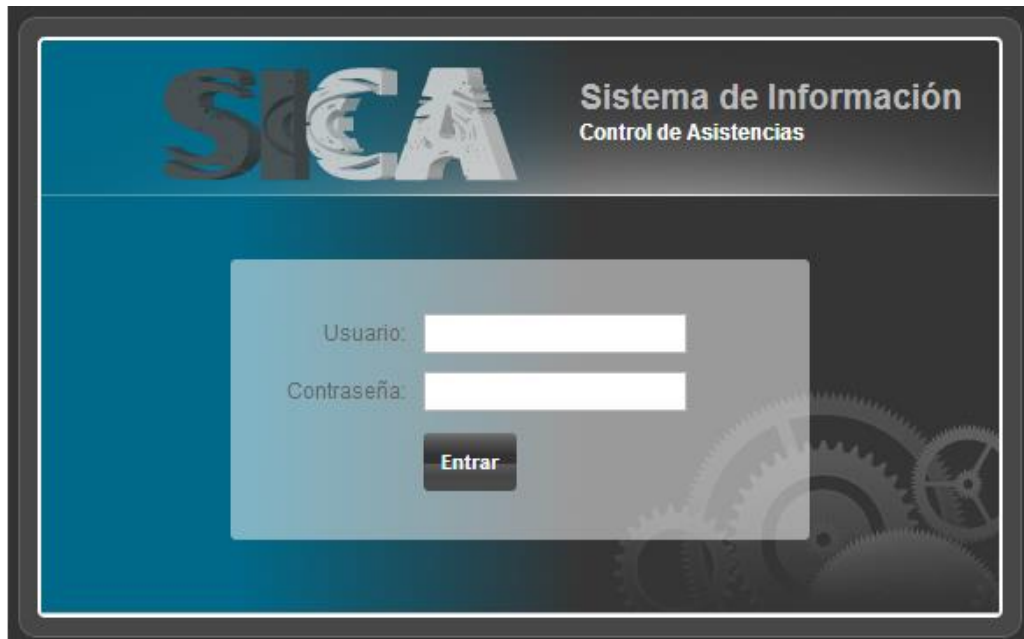 SICA
Sistema de Información
Control de Asistencias
Usuario:
Contraseña:
Entrar